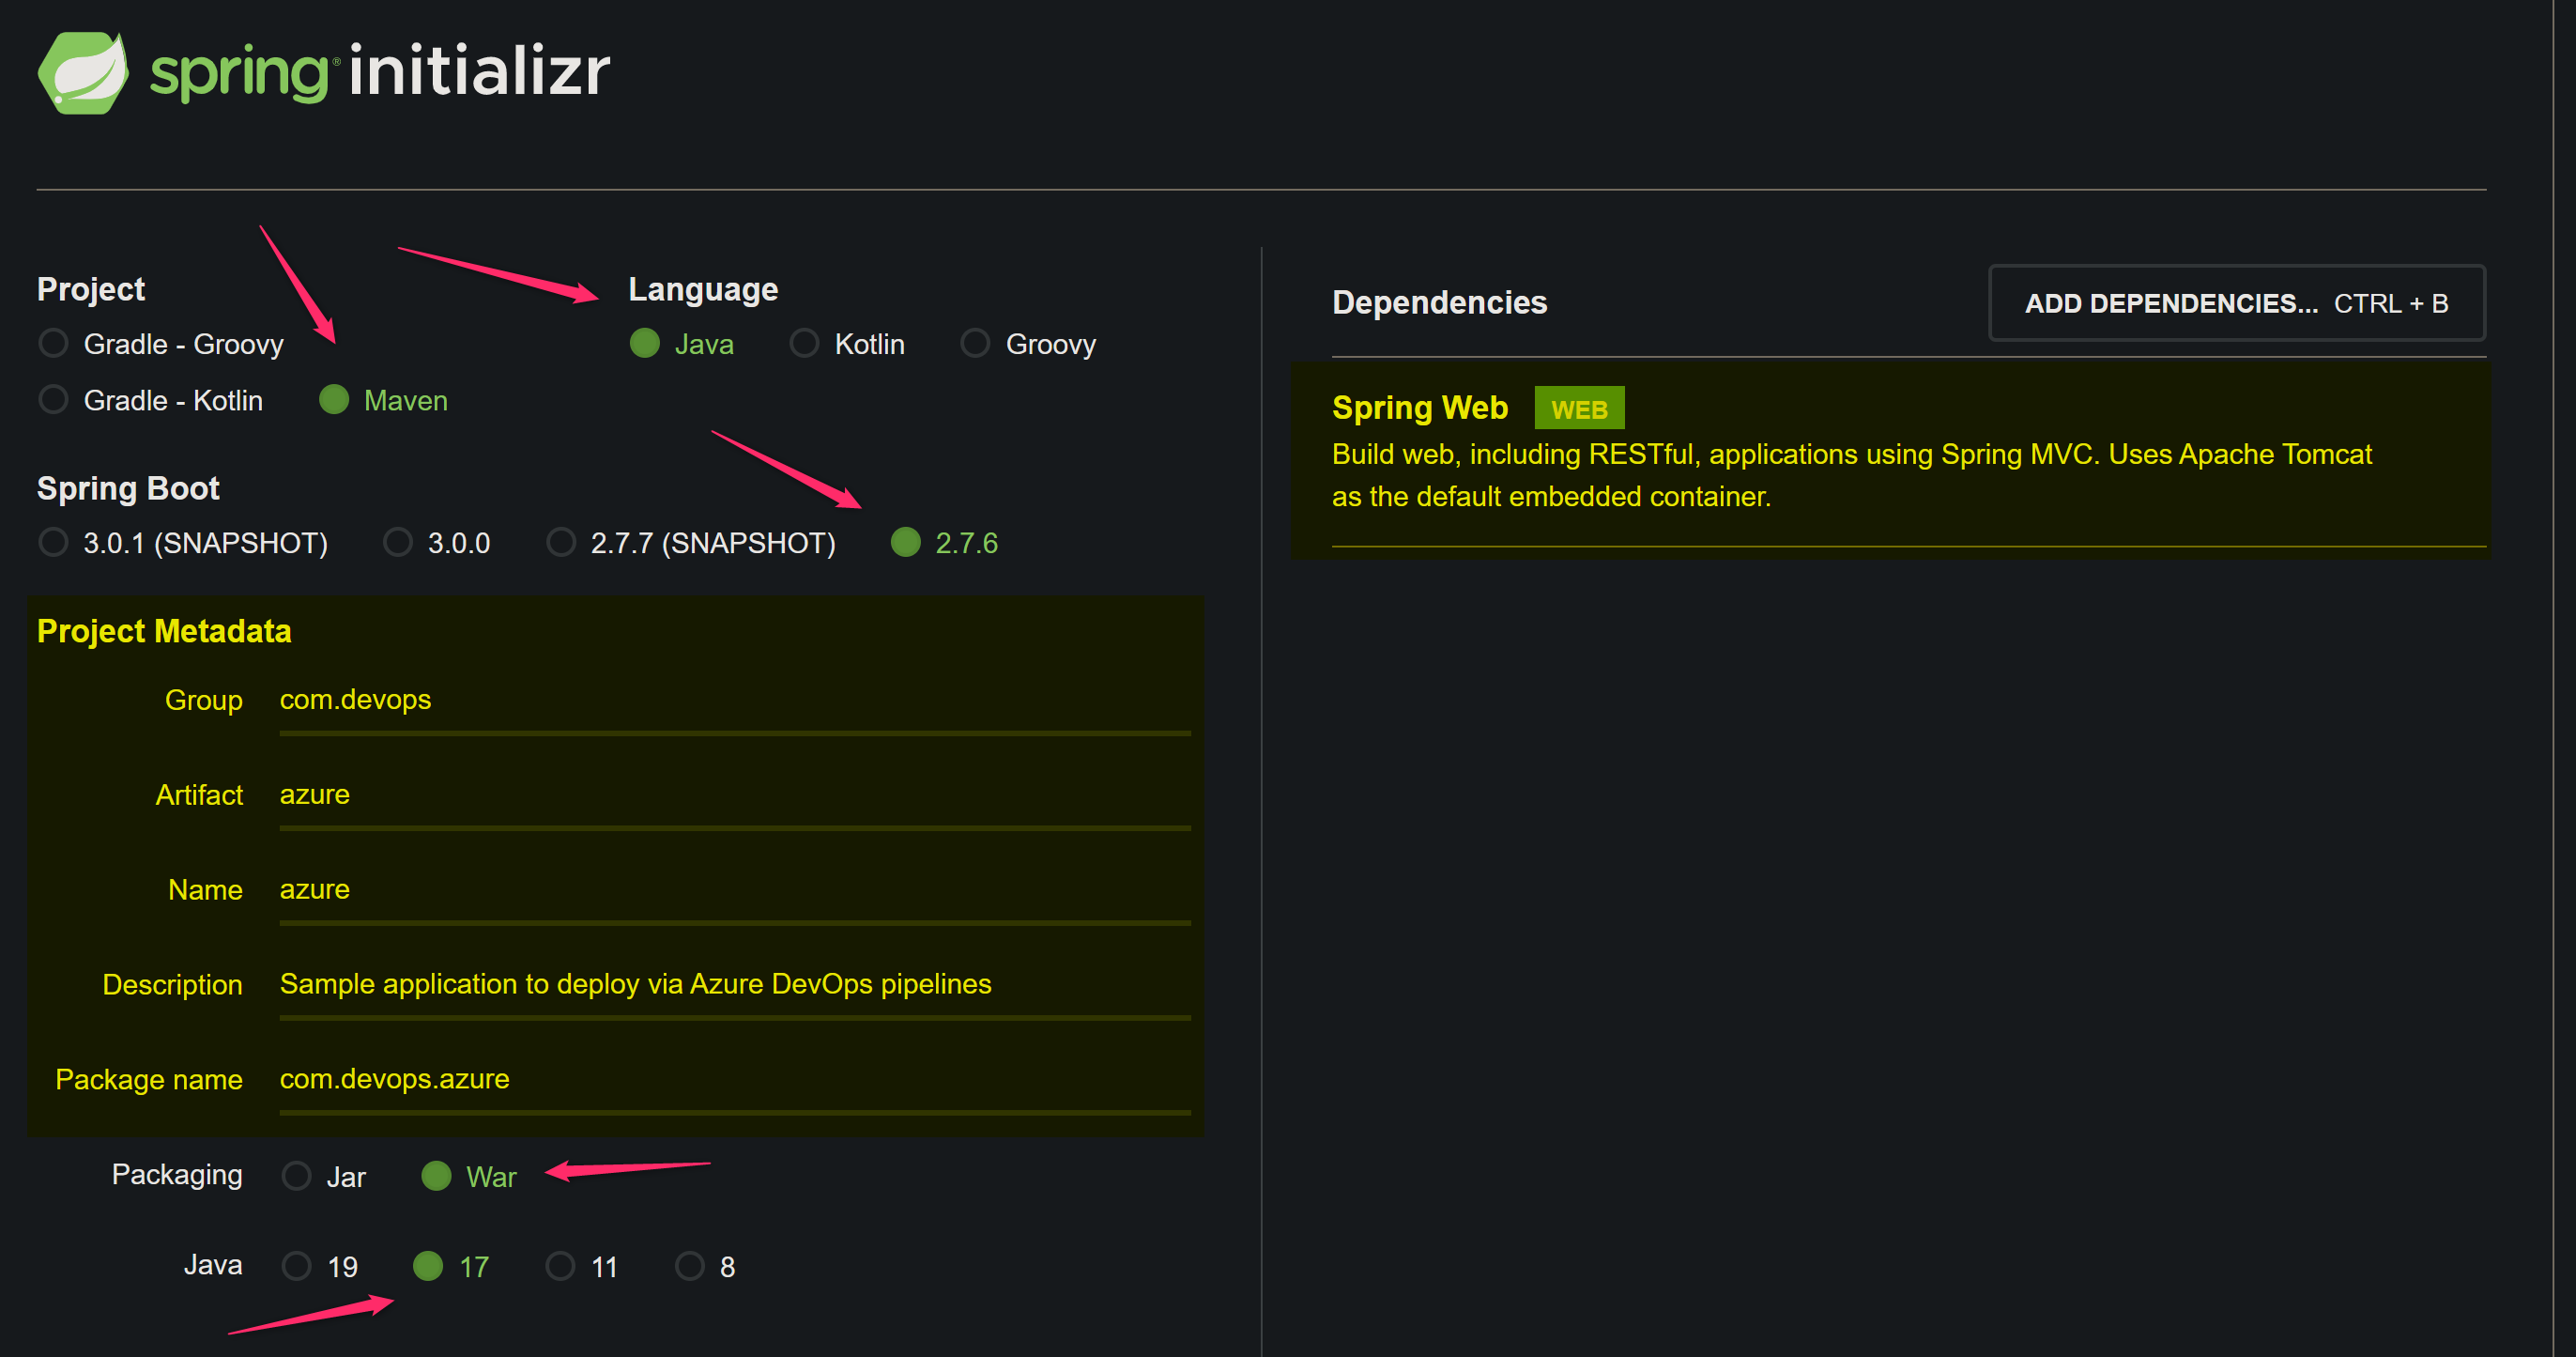 spring® initializr
Project
Gradle - Groovy
Gradle - Kotlin Maven
Language
Java Kotlin Groovy
Spring Boot
3.0.1 (SNAPSHOT) 3.0.0 2.7.7 (SNAPSHOT) 2.7.6
Project Metadata
Group com.devops
Artifact azure
Name azure
Description Sample application to deploy via Azure DevOps pipelines
Package name com.devops.azure
Packaging Jar War
Java 19 17 11 8
Dependencies ADD DEPENDENCIES... CTRL + B
Spring Web WEB
Build web, including RESTful, applications using Spring MVC. Uses Apache Tomcat
as the default embedded container.